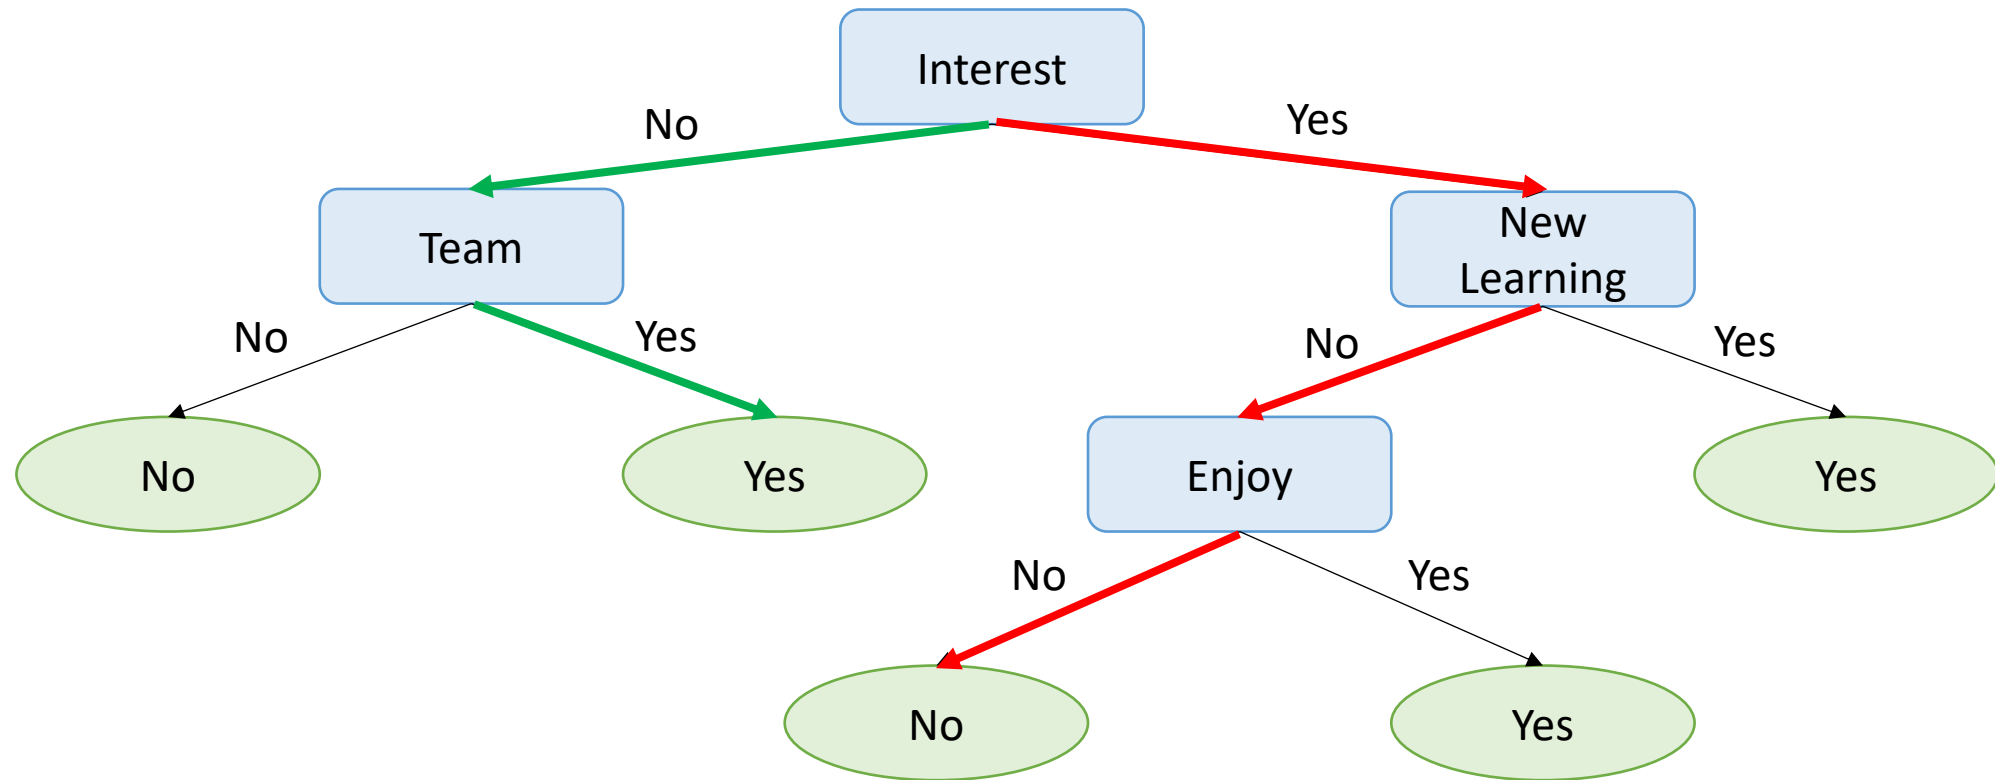 Interest
No
Yes
Team
New
Learning
No
Yes
No
Yes
No
Yes
Enjoy
Yes
No
Yes
No
Yes